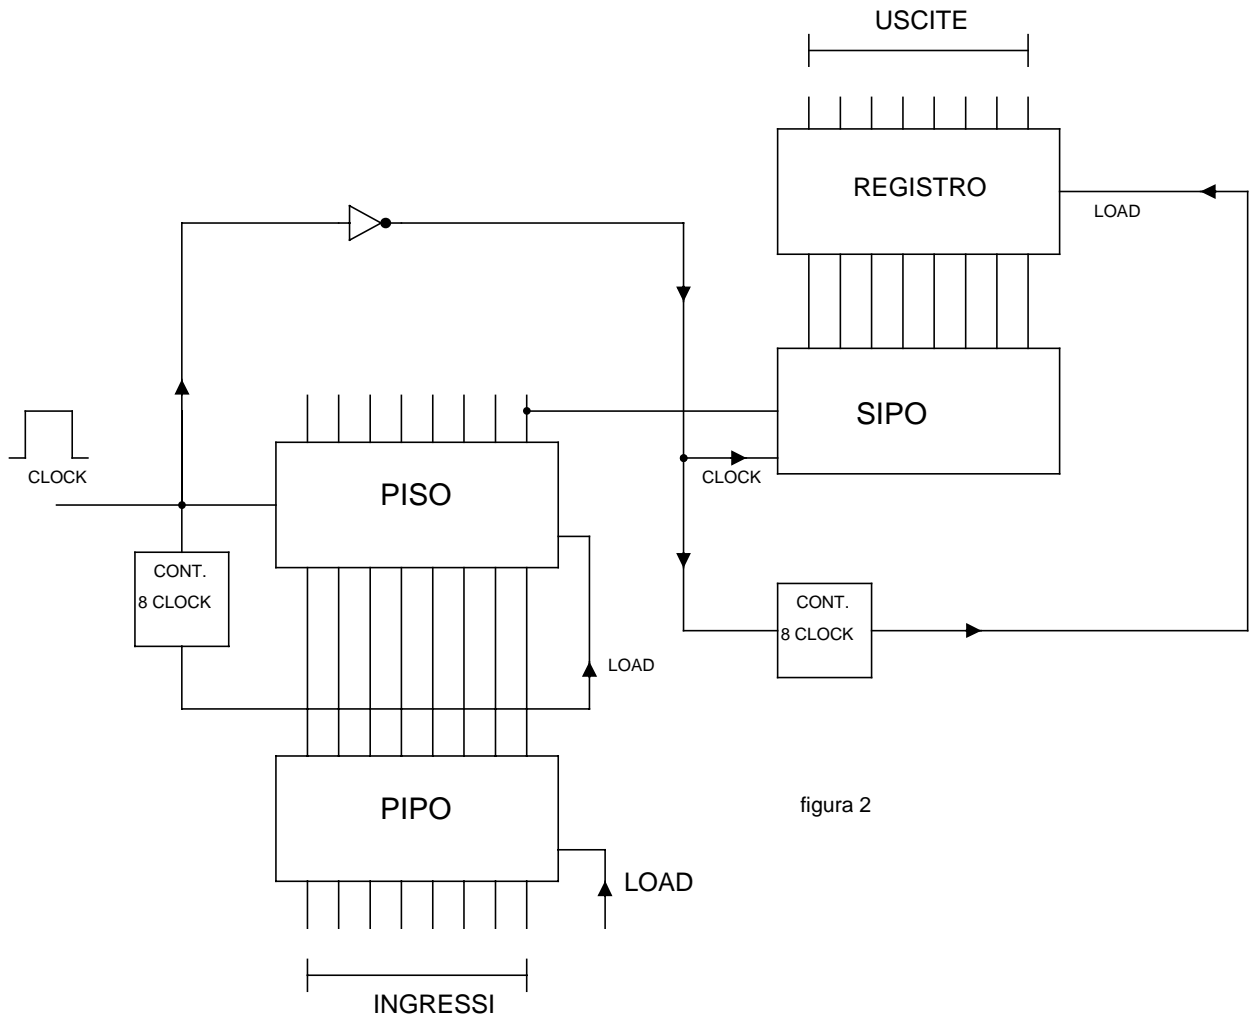 USCITE
REGISTRO
LOAD
SIPO
CLOCK
CLOCK
PISO
CONT.
8 CLOCK
CONT.
8 CLOCK
LOAD
PIPO
figura 2
LOAD
INGRESSI